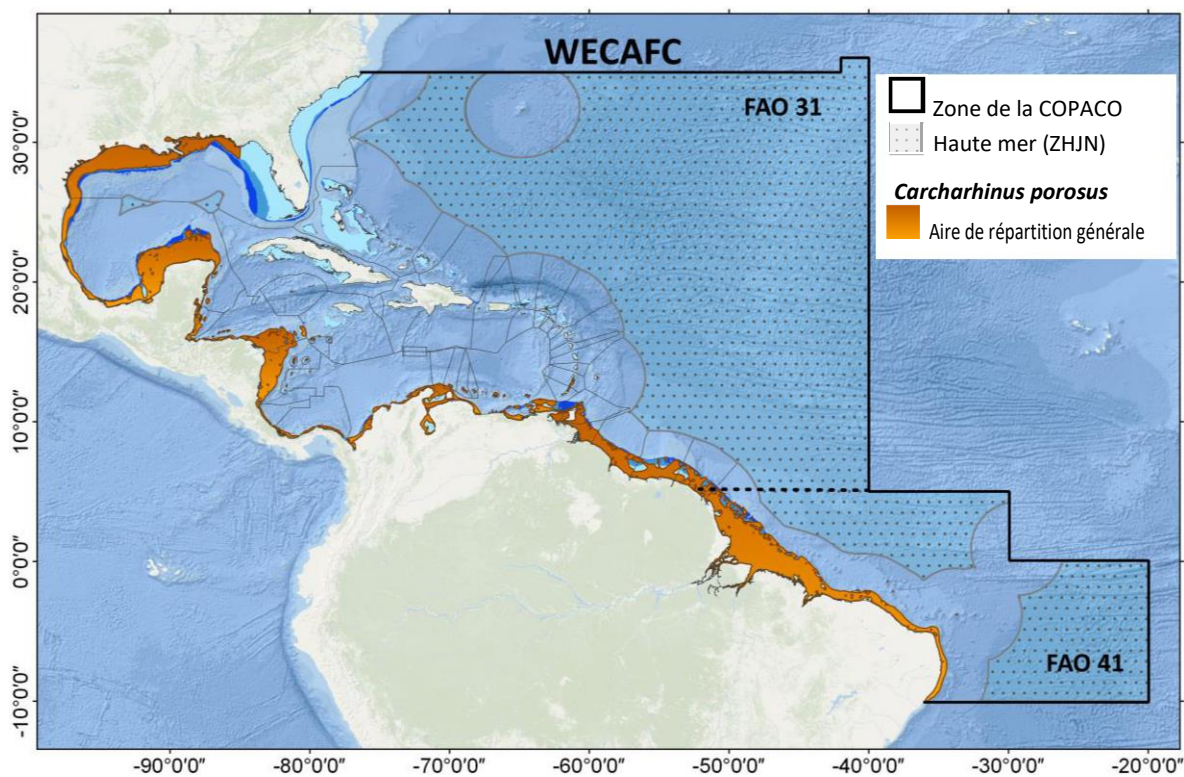 WECAFC
FAO 31
Zone de la COPACO
Haute mer (ZHJN)
Carcharhinus porosus
Aire de répartition générale
FAO 41
30°0'0"
20°0'0"
10°0'0"
0°0'0"
-10°0'0"
-90°0'0"
-80°0'0"
-70°0'0"
-60°0'0"
-50°0'0"
-40°0'0"
-30°0'0"
-20°0'0"